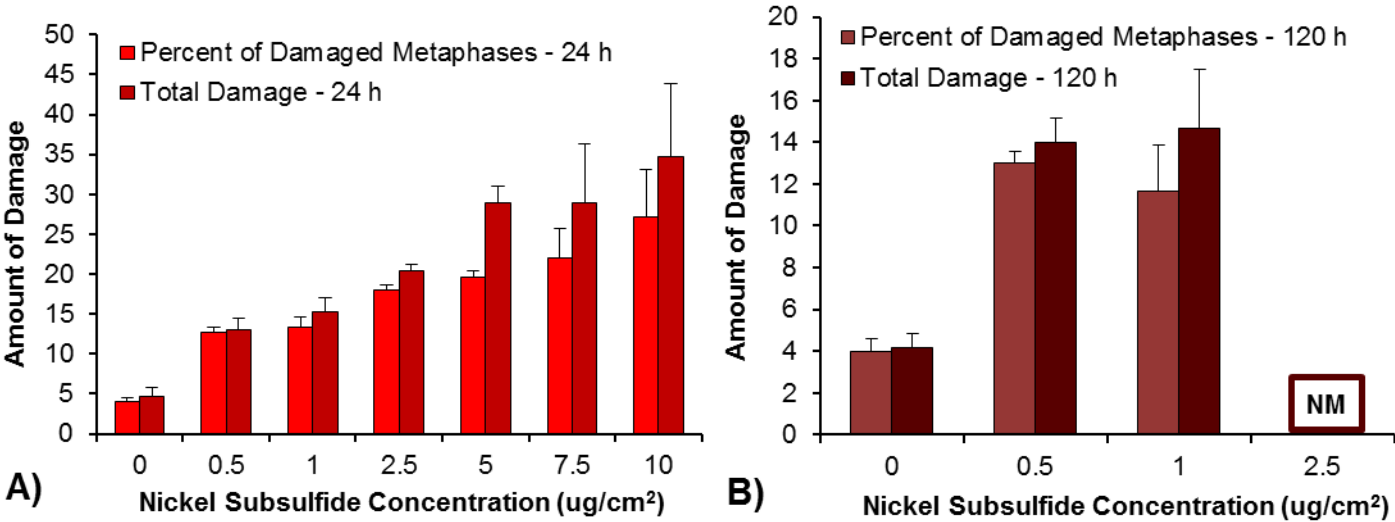 50
45
40
35
30
25
20
15
10
5
0
Amount of Damage
Percent of Damaged Metaphases - 24 h
Total Damage - 24 h
0 0.5 1 2.5 5 7.5 10
Nickel Subsulfide Concentration (ug/cm²)
A)
20
18
16
14
12
10
8
6
4
2
0
Amount of Damage
Percent of Damaged Metaphases - 120 h
Total Damage - 120 h
NM
0 0.5 1 2.5
Nickel Subsulfide Concentration (ug/cm²)
B)